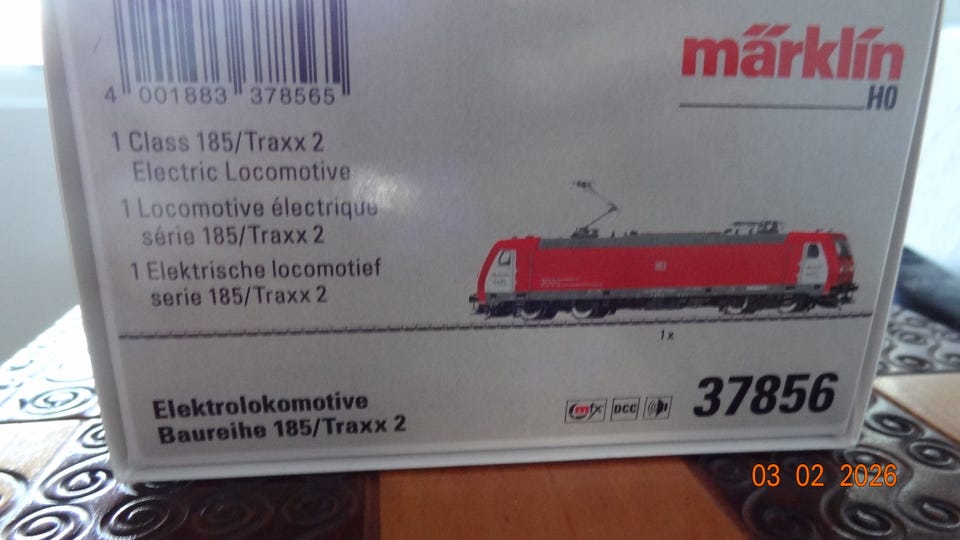 märklin
H0
4 001883 378565
1 Class 185/Traxx 2
Electric Locomotive
1 Locomotive électrique
série 185/Traxx 2
1 Elektrische locomotief
serie 185/Traxx 2
1x
Elektrolokomotive
Baureihe 185/Traxx 2
mfx DCC
37856
03 02 2026